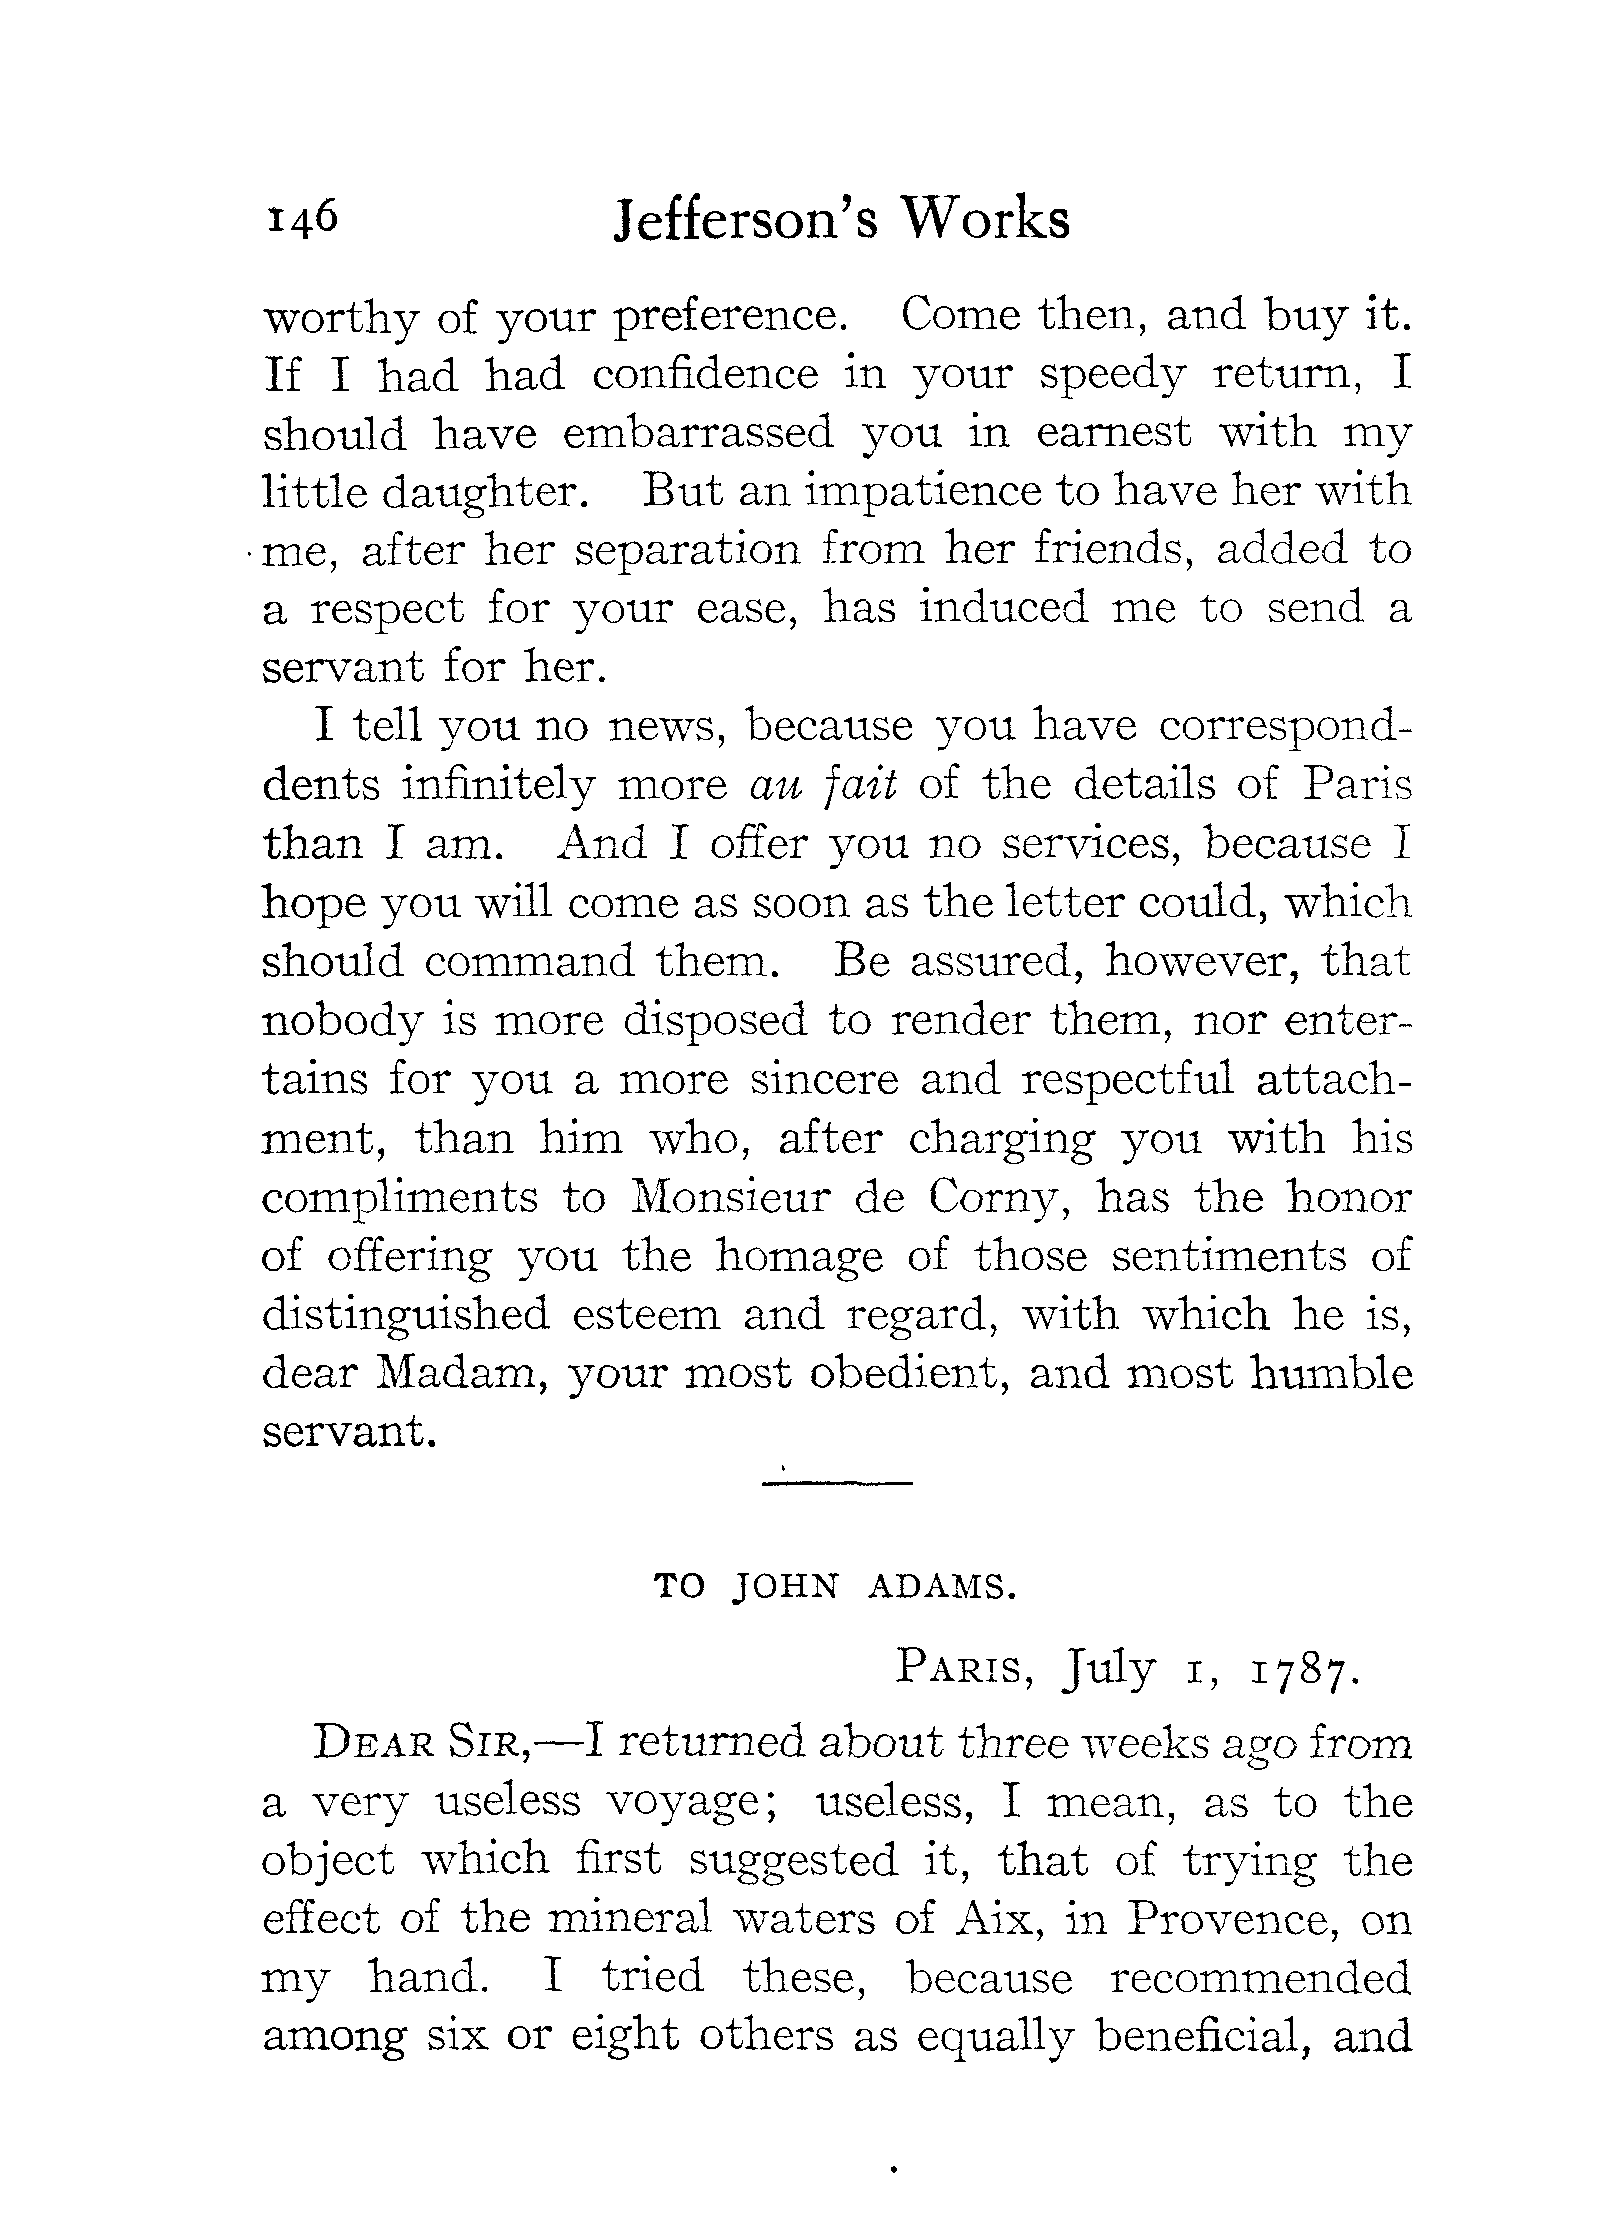 146 Jefferson's Works
worthy of your preference. Come then, and buy it.
If I had had confidence in your speedy return, I
should have embarrassed you in earnest with my
little daughter. But an impatience to have her with
me, after her separation from her friends, added to
a respect for your ease, has induced me to send a
servant for her.
I tell you no news, because you have correspond-
dents infinitely more au fait of the details of Paris
than I am. And I offer you no services, because I
hope you will come as soon as the letter could, which
should command them. Be assured, however, that
nobody is more disposed to render them, nor enter-
tains for you a more sincere and respectful attach-
ment, than him who, after charging you with his
compliments to Monsieur de Corny, has the honor
of offering you the homage of those sentiments of
distinguished esteem and regard, with which he is,
dear Madam, your most obedient, and most humble
servant.
TO JOHN ADAMS.
PARIS, July 1, 1787.
DEAR SIR,—I returned about three weeks ago from
a very useless voyage; useless, I mean, as to the
object which first suggested it, that of trying the
effect of the mineral waters of Aix, in Provence, on
my hand. I tried these, because recommended
among six or eight others as equally beneficial, and